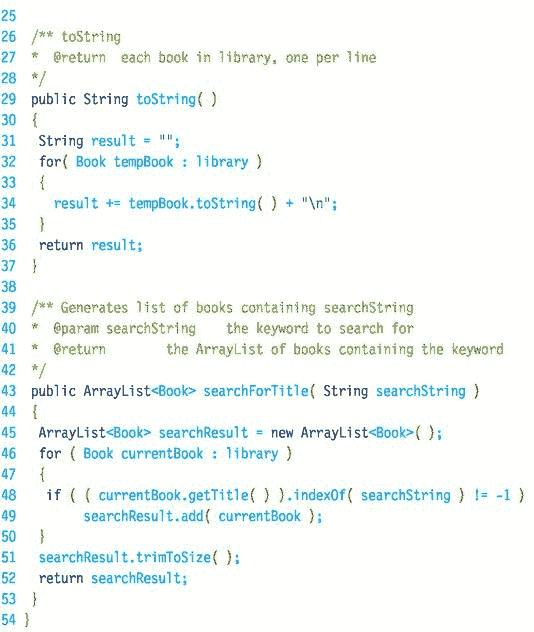 25
26 /** toString
27 * @return each book in library, one per line
28 */
29 public String toString( )
30 {
31 String result = "";
32 for( Book tempBook : library )
33 {
34 result += tempBook.toString( ) + "\n";
35 }
36 return result;
37 }
38
39 /** Generates list of books containing searchString
40 * @param searchString the keyword to search for
41 * @return the ArrayList of books containing the keyword
42 */
43 public ArrayList<Book> searchForTitle( String searchString )
44 {
45 ArrayList<Book> searchResult = new ArrayList<Book>( );
46 for ( Book currentBook : library )
47 {
48 if ( ( currentBook.getTitle( ) ).indexOf( searchString ) != -1 )
49 searchResult.add( currentBook );
50 }
51 searchResult.trimToSize( );
52 return searchResult;
53 }
54 }